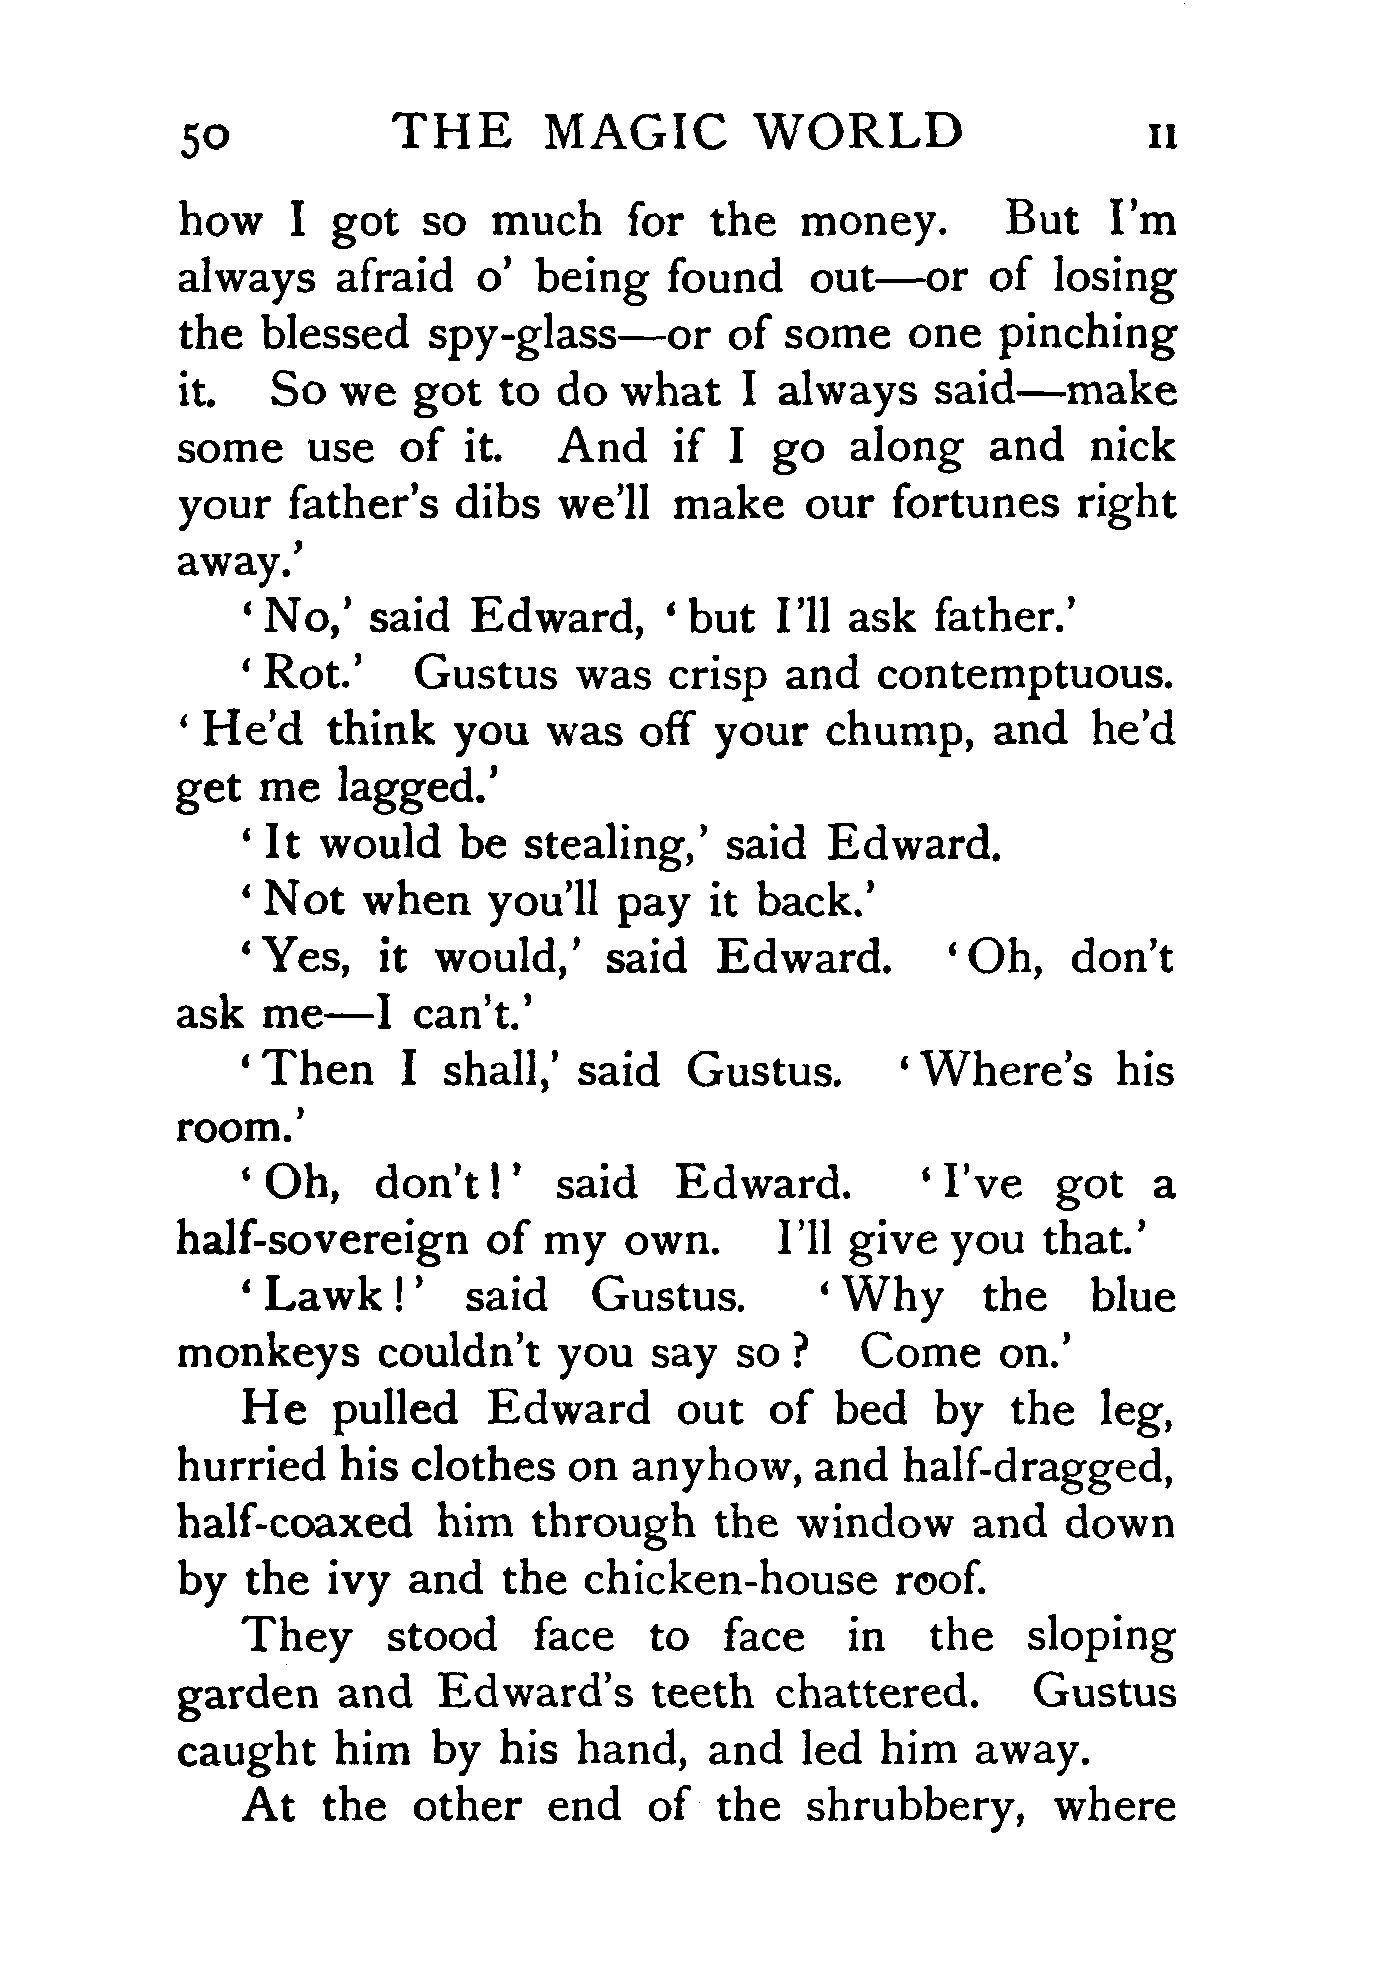 50 THE MAGIC WORLD II
how I got so much for the money. But I'm
always afraid o' being found out—or of losing
the blessed spy-glass—or of some one pinching
it. So we got to do what I always said—make
some use of it. And if I go along and nick
your father's dibs we'll make our fortunes right
away.'
'No,' said Edward, 'but I'll ask father.'
'Rot.' Gustus was crisp and contemptuous.
'He'd think you was off your chump, and he'd
get me lagged.'
'It would be stealing,' said Edward.
'Not when you'll pay it back.'
'Yes, it would,' said Edward. 'Oh, don't
ask me—I can't.'
'Then I shall,' said Gustus. 'Where's his
room.'
'Oh, don't!' said Edward. 'I've got a
half-sovereign of my own. I'll give you that.'
'Lawk!' said Gustus. 'Why the blue
monkeys couldn't you say so? Come on.'
He pulled Edward out of bed by the leg,
hurried his clothes on anyhow, and half-dragged,
half-coaxed him through the window and down
by the ivy and the chicken-house roof.
They stood face to face in the sloping
garden and Edward's teeth chattered. Gustus
caught him by his hand, and led him away.
At the other end of the shrubbery, where